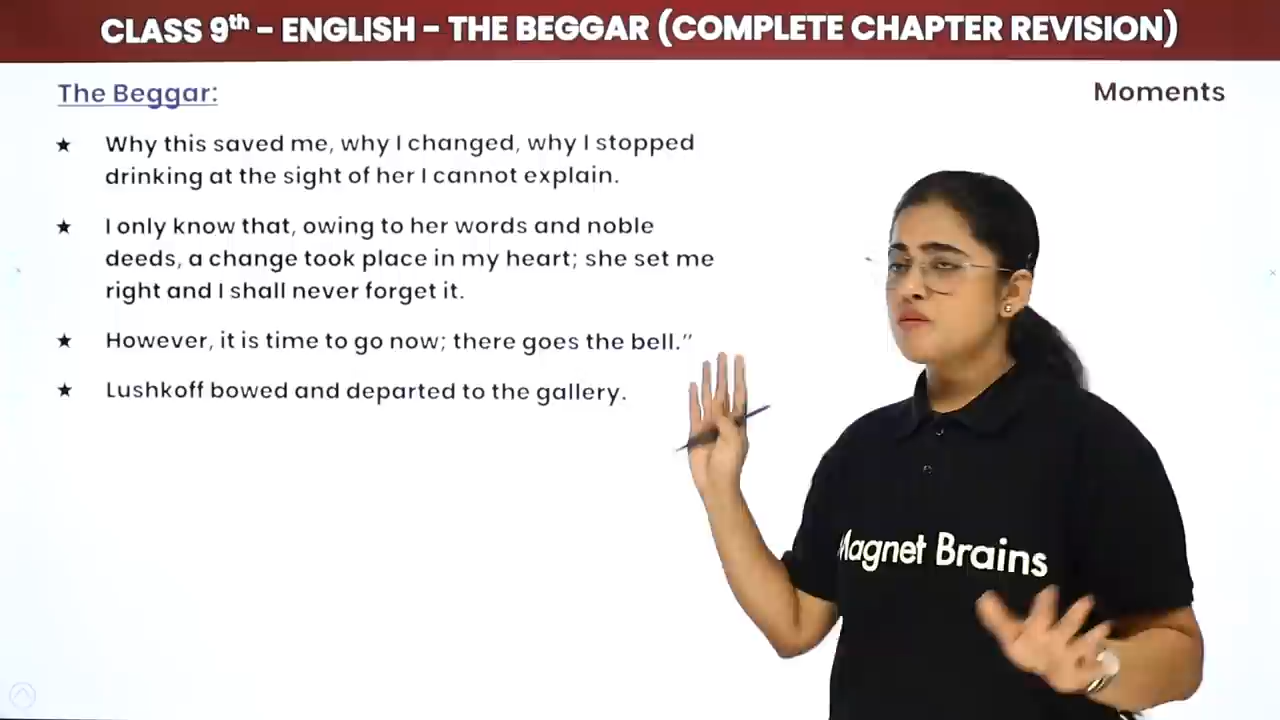 CLASS 9th – ENGLISH – THE BEGGAR (COMPLETE CHAPTER REVISION)
The Beggar:
Moments
★ Why this saved me, why I changed, why I stopped
drinking at the sight of her I cannot explain.
★ I only know that, owing to her words and noble
deeds, a change took place in my heart; she set me
right and I shall never forget it.
★ However, it is time to go now; there goes the bell.”
★ Lushkoff bowed and departed to the gallery.
Magnet Brains